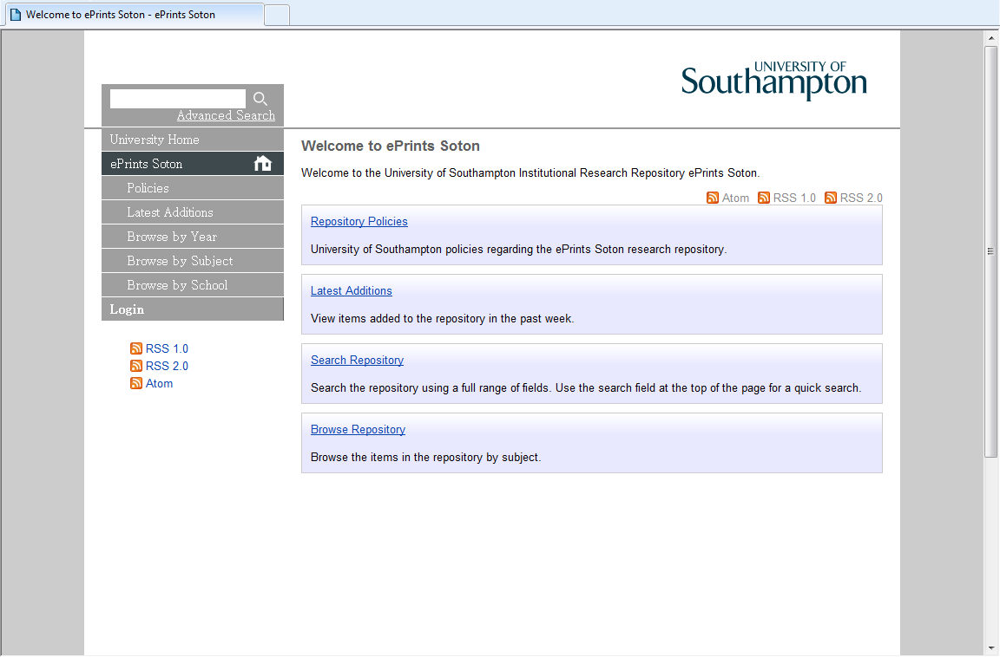 Welcome to ePrints Soton - ePrints Soton
UNIVERSITY OF
Southampton
Advanced Search
University Home
ePrints Soton
Policies
Latest Additions
Browse by Year
Browse by Subject
Browse by School
Login
RSS 1.0
RSS 2.0
Atom
Welcome to ePrints Soton
Welcome to the University of Southampton Institutional Research Repository ePrints Soton.
Atom RSS 1.0 RSS 2.0
Repository Policies
University of Southampton policies regarding the ePrints Soton research repository.
Latest Additions
View items added to the repository in the past week.
Search Repository
Search the repository using a full range of fields. Use the search field at the top of the page for a quick search.
Browse Repository
Browse the items in the repository by subject.